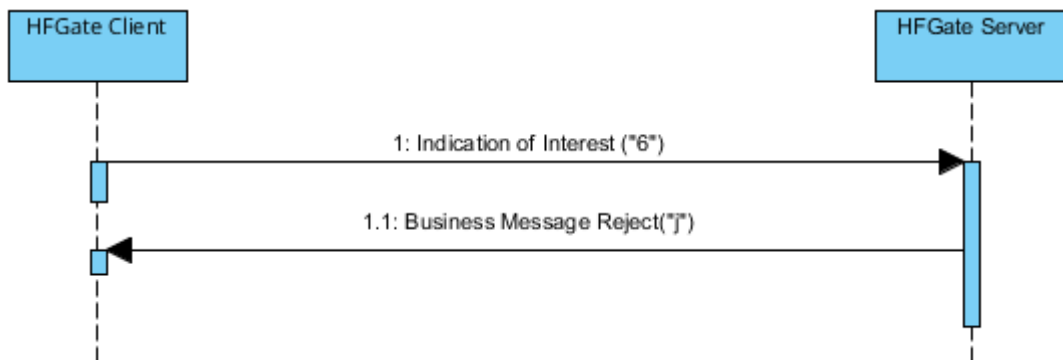 HFGate Client
HFGate Server
1: Indication of Interest ("6")
1.1: Business Message Reject("j")